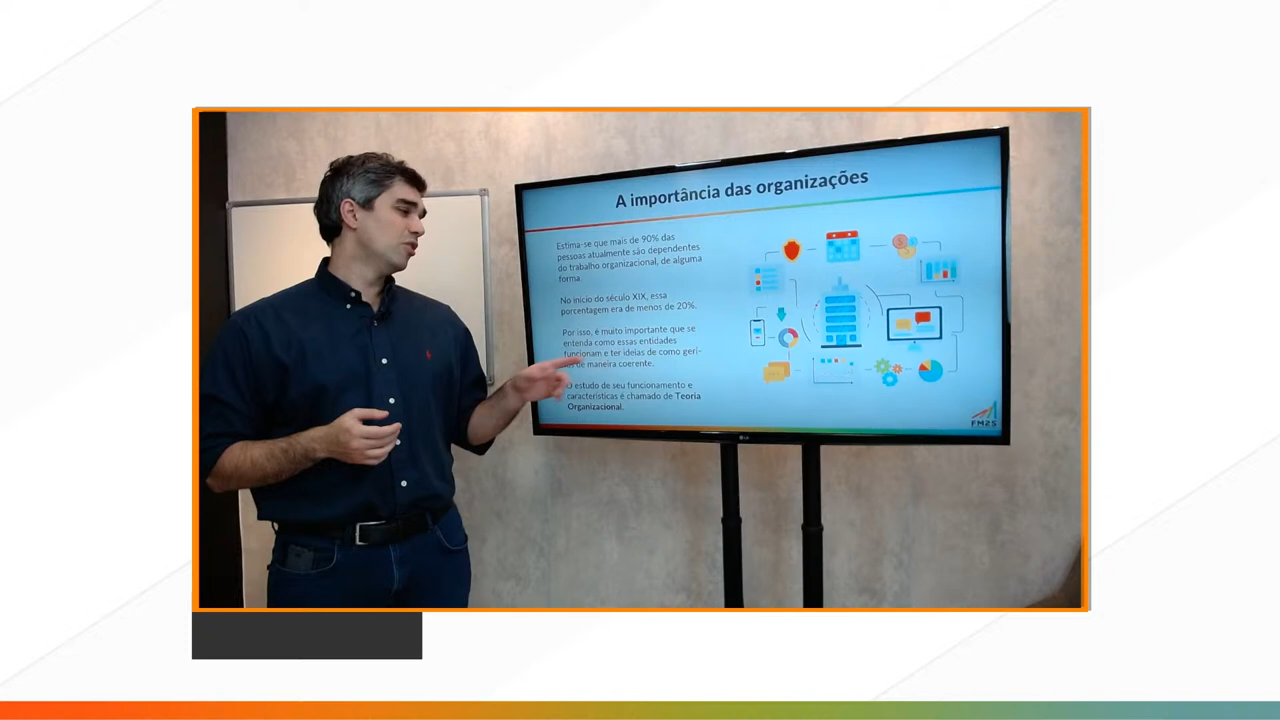 A importância das organizações
Estima-se que mais de 90% das
pessoas atualmente são dependentes
do trabalho organizacional, de alguma
forma.
No início do século XIX, essa
porcentagem era de menos de 20%.
Por isso, é muito importante que se
entenda como essas entidades
funcionam e ter ideias de como geri-
de maneira coerente.
O estudo de seu funcionamento e
características é chamado de Teoria
Organizacional.
FM2S
LG